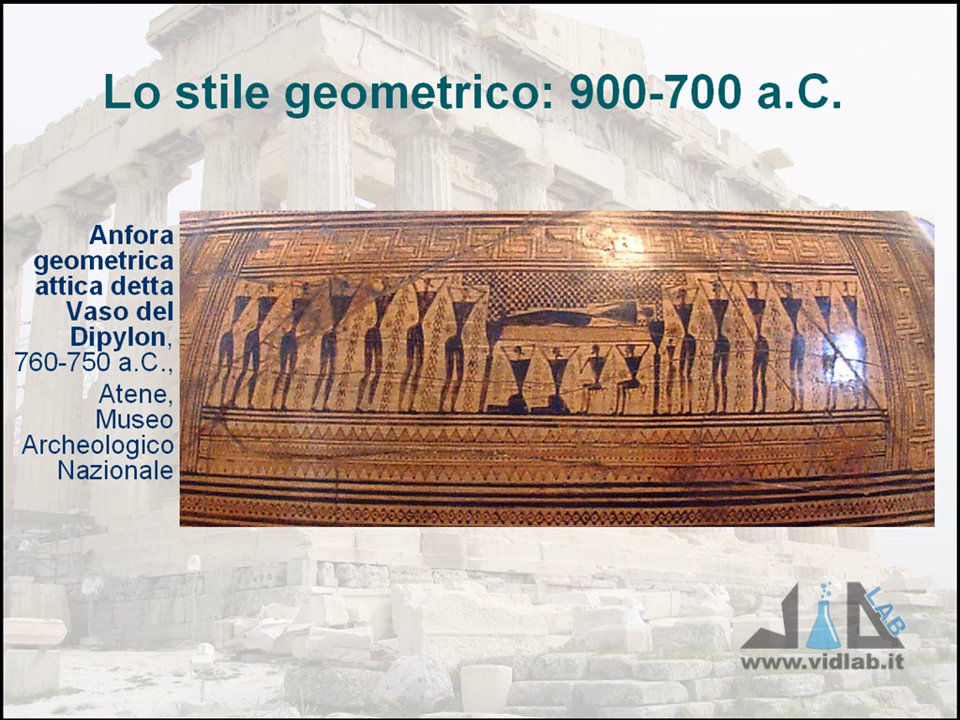 Lo stile geometrico: 900-700 a.C.
Anfora
geometrica
attica detta
Vaso del
Dipylon,
760-750 a.C.,
Atene,
Museo
Archeologico
Nazionale
LAB
www.vidlab.it